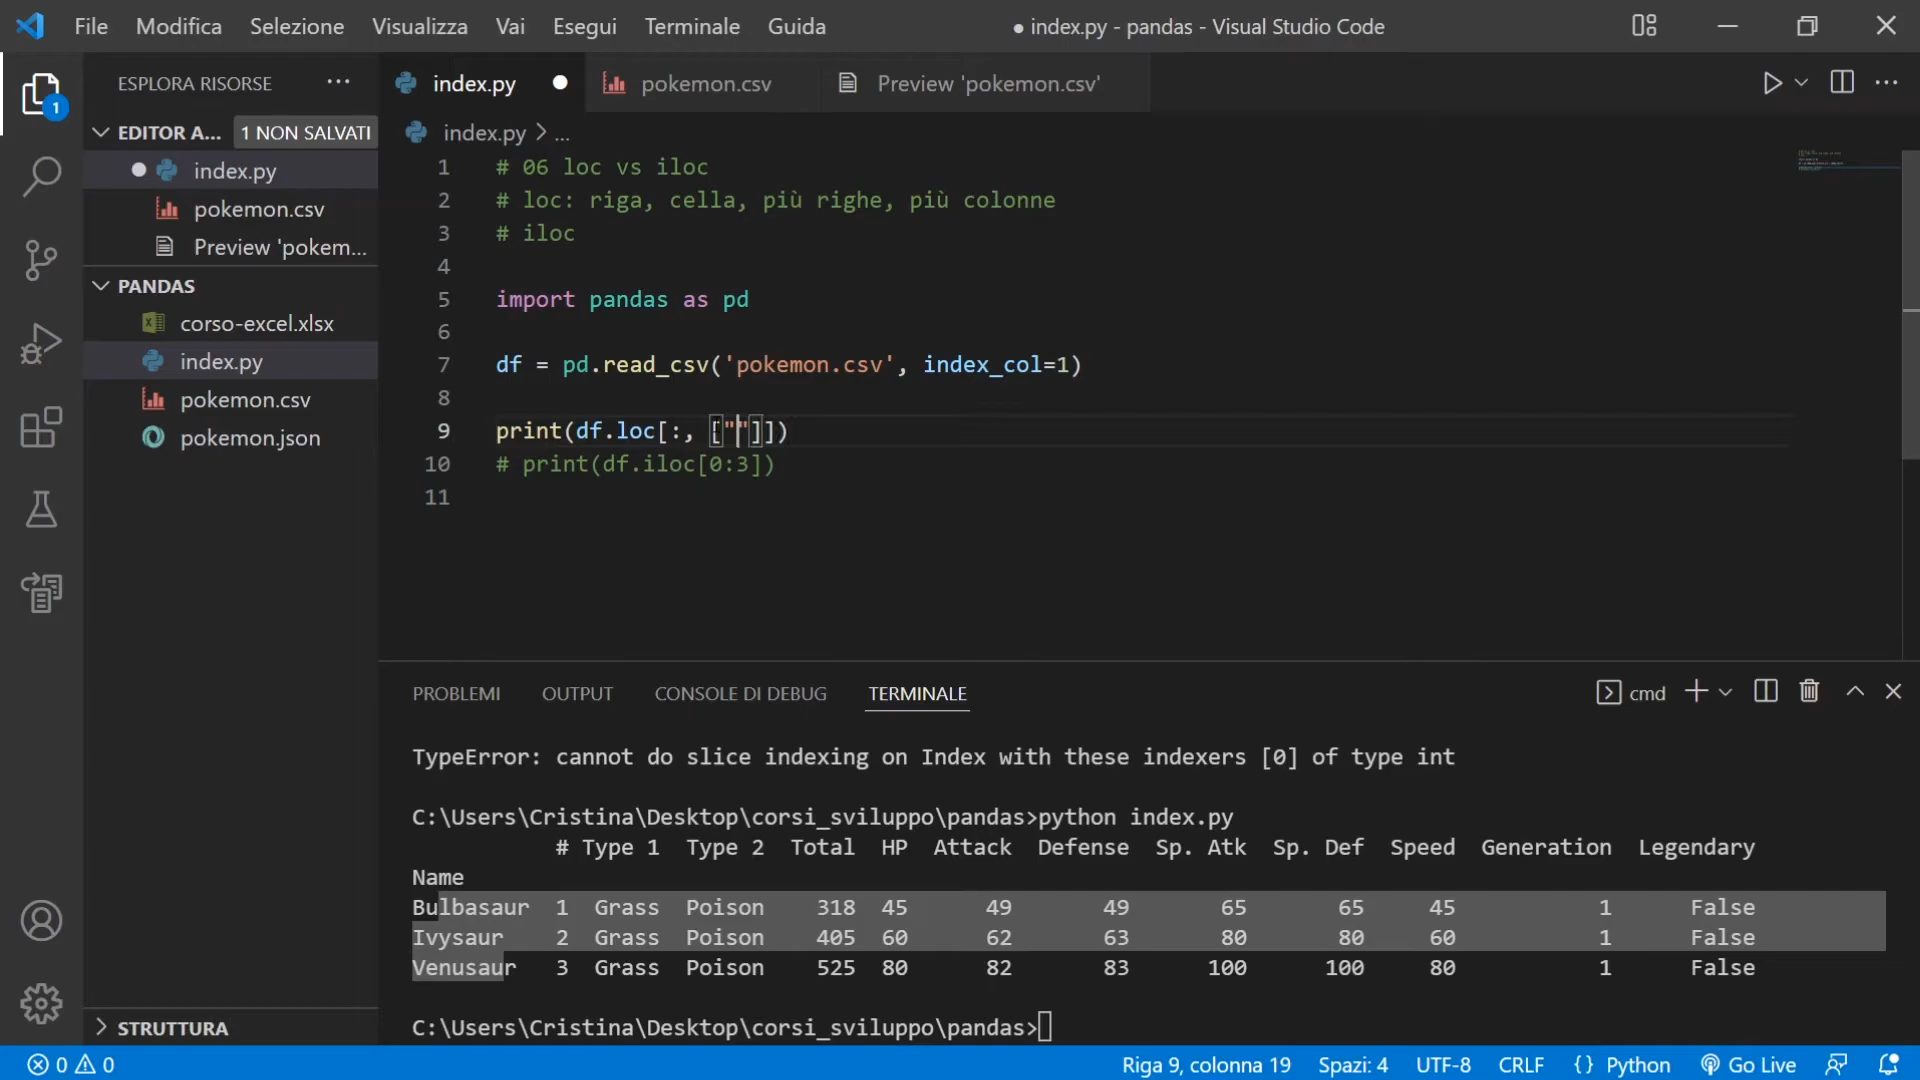 File Modifica Selezione Visualizza Vai Esegui Terminale Guida ● index.py - pandas - Visual Studio Code
ESPLORA RISORSE ···
index.py ● pokemon.csv Preview 'pokemon.csv'
1
EDITOR A... 1 NON SALVATI
index.py > ...
● index.py
pokemon.csv
Preview 'pokem...
PANDAS
corso-excel.xlsx
index.py
pokemon.csv
pokemon.json
STRUTTURA
1 # 06 loc vs iloc
2 # loc: riga, cella, più righe, più colonne
3 # iloc
4
5 import pandas as pd
6
7 df = pd.read_csv('pokemon.csv', index_col=1)
8
9 print(df.loc[:, [""]])
10 # print(df.iloc[0:3])
11
PROBLEMI OUTPUT CONSOLE DI DEBUG TERMINALE cmd
TypeError: cannot do slice indexing on Index with these indexers [0] of type int
C:\Users\Cristina\Desktop\corsi_sviluppo\pandas>python index.py
# Type 1 Type 2 Total HP Attack Defense Sp. Atk Sp. Def Speed Generation Legendary
Name
Bulbasaur 1 Grass Poison 318 45 49 49 65 65 45 1 False
Ivysaur 2 Grass Poison 405 60 62 63 80 80 60 1 False
Venusaur 3 Grass Poison 525 80 82 83 100 100 80 1 False
C:\Users\Cristina\Desktop\corsi_sviluppo\pandas>
0 0 Riga 9, colonna 19 Spazi: 4 UTF-8 CRLF {} Python Go Live